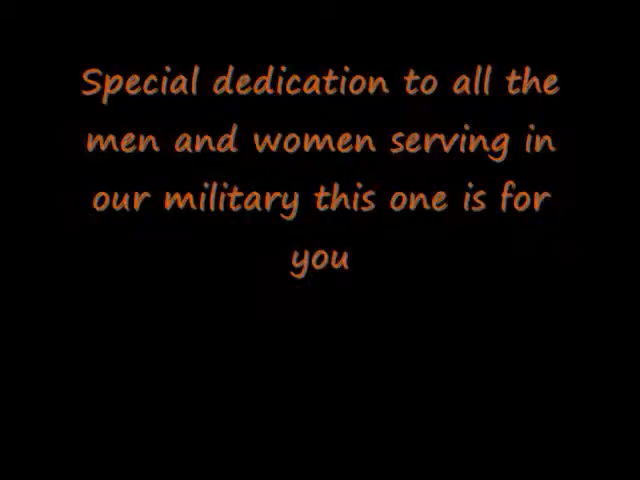 Special dedication to all the
men and women serving in
our military this one is for
you